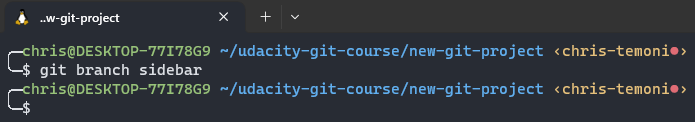 ..w-git-project
chris@DESKTOP-77I78G9 ~/udacity-git-course/new-git-project ‹chris-temoni●›
$ git branch sidebar
chris@DESKTOP-77I78G9 ~/udacity-git-course/new-git-project ‹chris-temoni●›
$